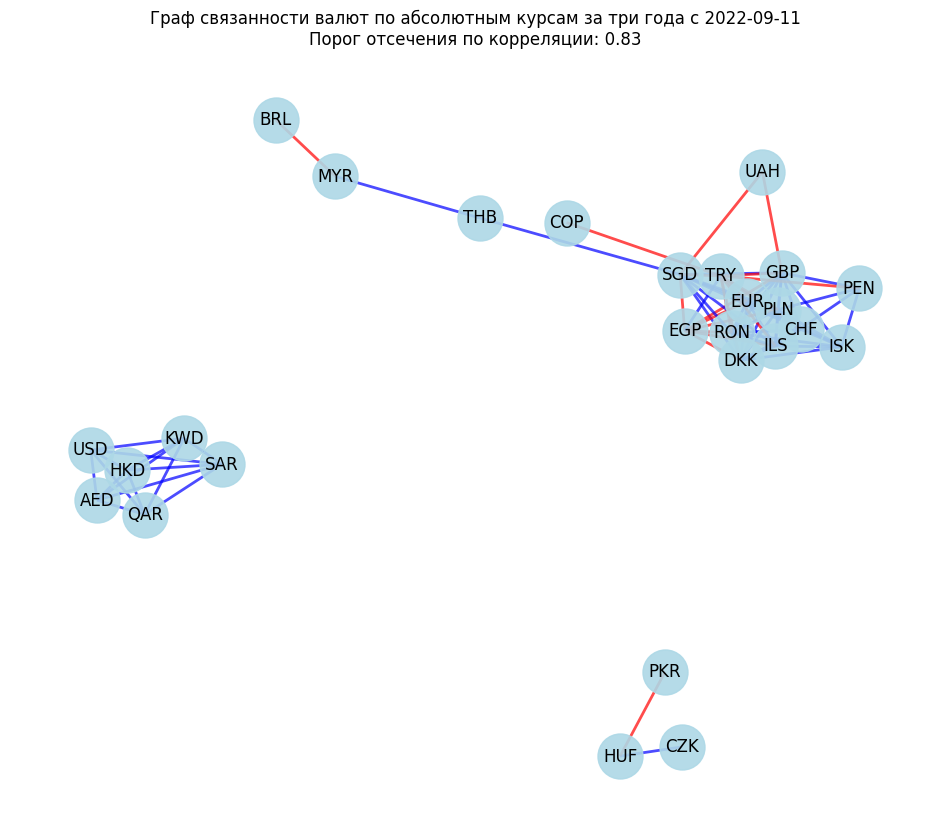 Граф связанности валют по абсолютным курсам за три года с 2022-09-11
Порог отсечения по корреляции: 0.83
BRL
MYR
UAH
THB
COP
SGD
TRY
GBP
PEN
EUR
PLN
EGP
RON
CHF
ILS
ISK
DKK
USD
KWD
HKD
SAR
AED
QAR
PKR
HUF
CZK